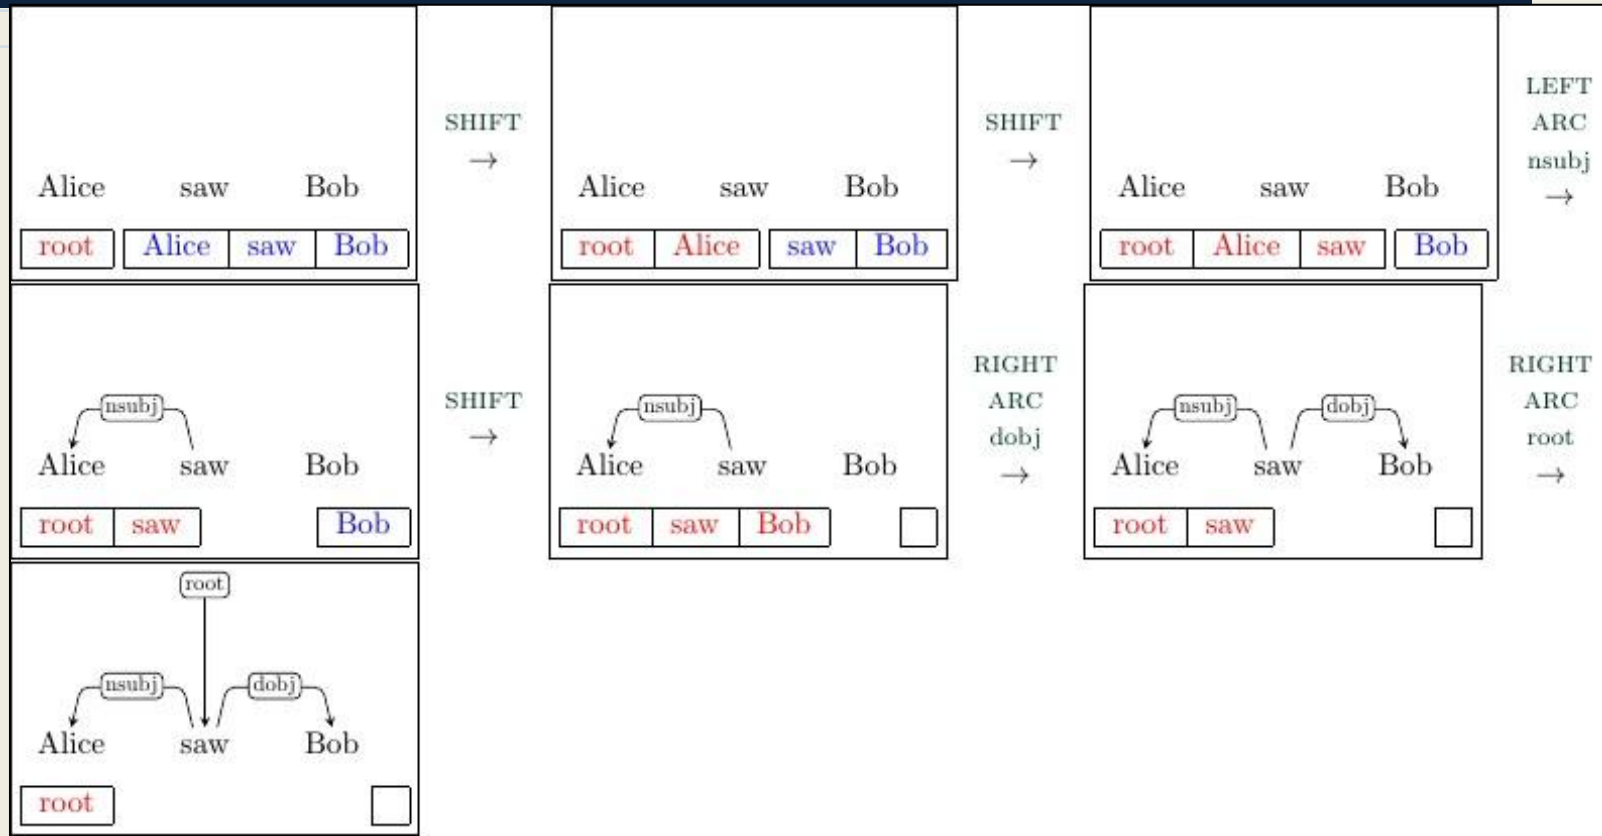 SHIFT
→
Alice saw Bob
root Alice saw Bob
SHIFT
→
Alice saw Bob
root Alice saw Bob
LEFT
ARC
nsubj
→
Alice saw Bob
root Alice saw Bob
nsubj
Alice saw Bob
root saw Bob
SHIFT
→
nsubj
Alice saw Bob
root saw Bob
RIGHT
ARC
dobj
→
nsubj dobj
Alice saw Bob
root saw
RIGHT
ARC
root
→
root
nsubj dobj
Alice saw Bob
root